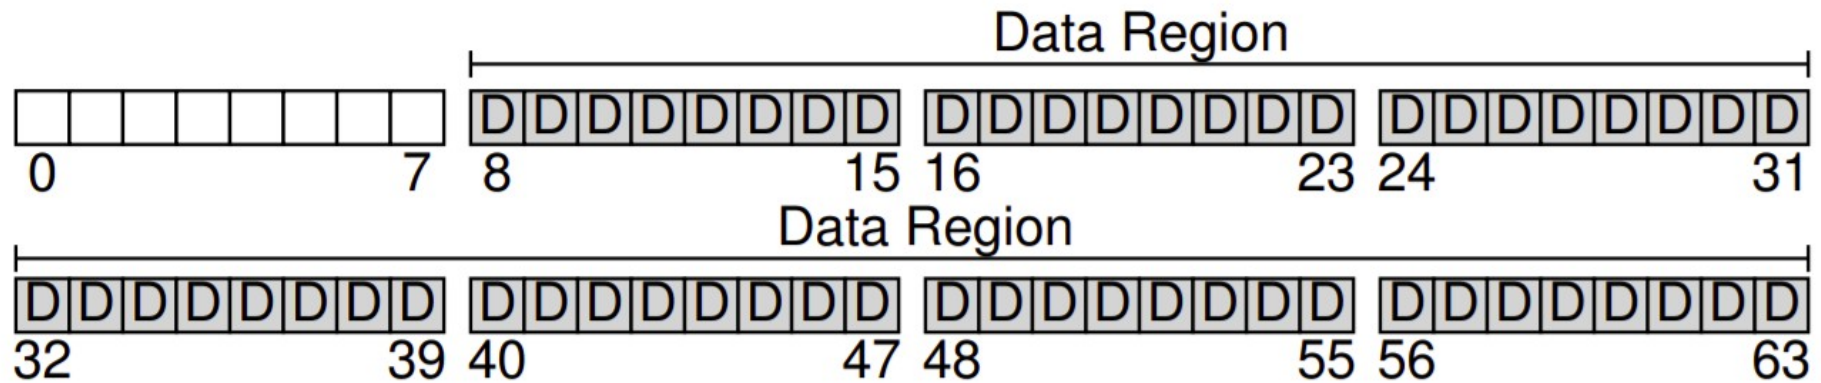 Data Region
D D D D D D D D D D D D D D D D D D D D D D D D
0 7 8 15 16 23 24 31
Data Region
D D D D D D D D D D D D D D D D D D D D D D D D D D D D D D D D
32 39 40 47 48 55 56 63